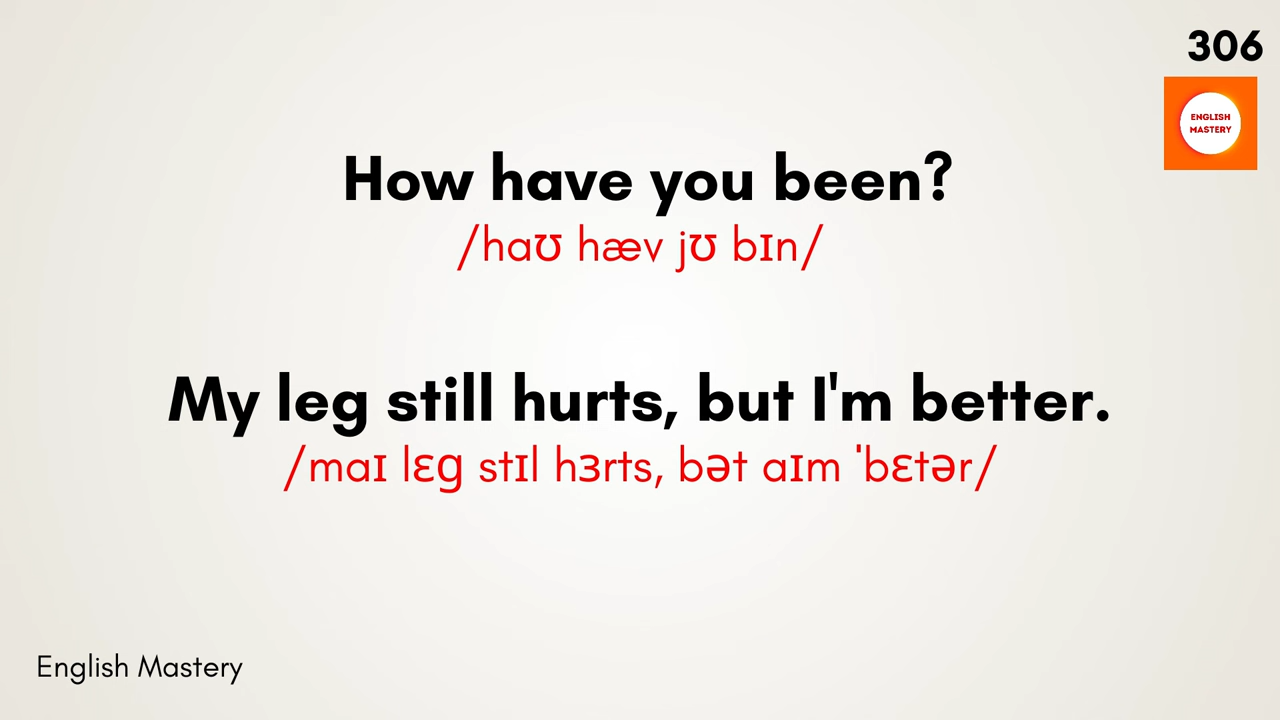 306
ENGLISH
MASTERY
How have you been?
/haʊ hæv jʊ bɪn/
My leg still hurts, but I'm better.
/maɪ lɛg stɪl hɜrts, bət aɪm ˈbɛtər/
English Mastery